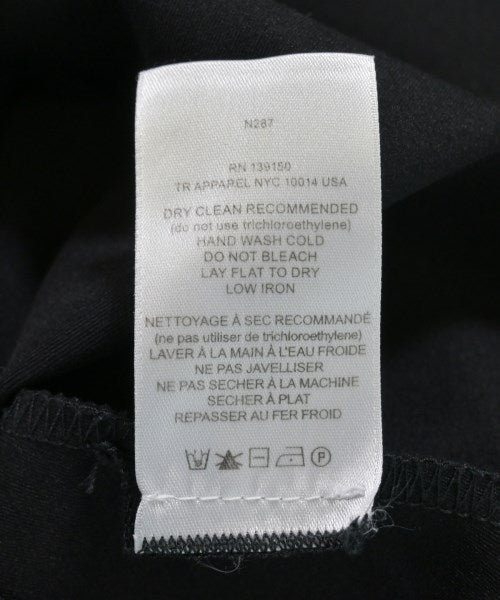 N287
RN 139150
TR APPAREL NYC 10014 USA
DRY CLEAN RECOMMENDED
(do not use trichloroethylene)
HAND WASH COLD
DO NOT BLEACH
LAY FLAT TO DRY
LOW IRON
NETTOYAGE À SEC RECOMMANDÉ
(ne pas utiliser de trichloroethylene)
LAVER À LA MAIN À L'EAU FROIDE
NE PAS JAVELLISER
NE PAS SECHER À LA MACHINE
SECHER À PLAT
REPASSER AU FER FROID
P